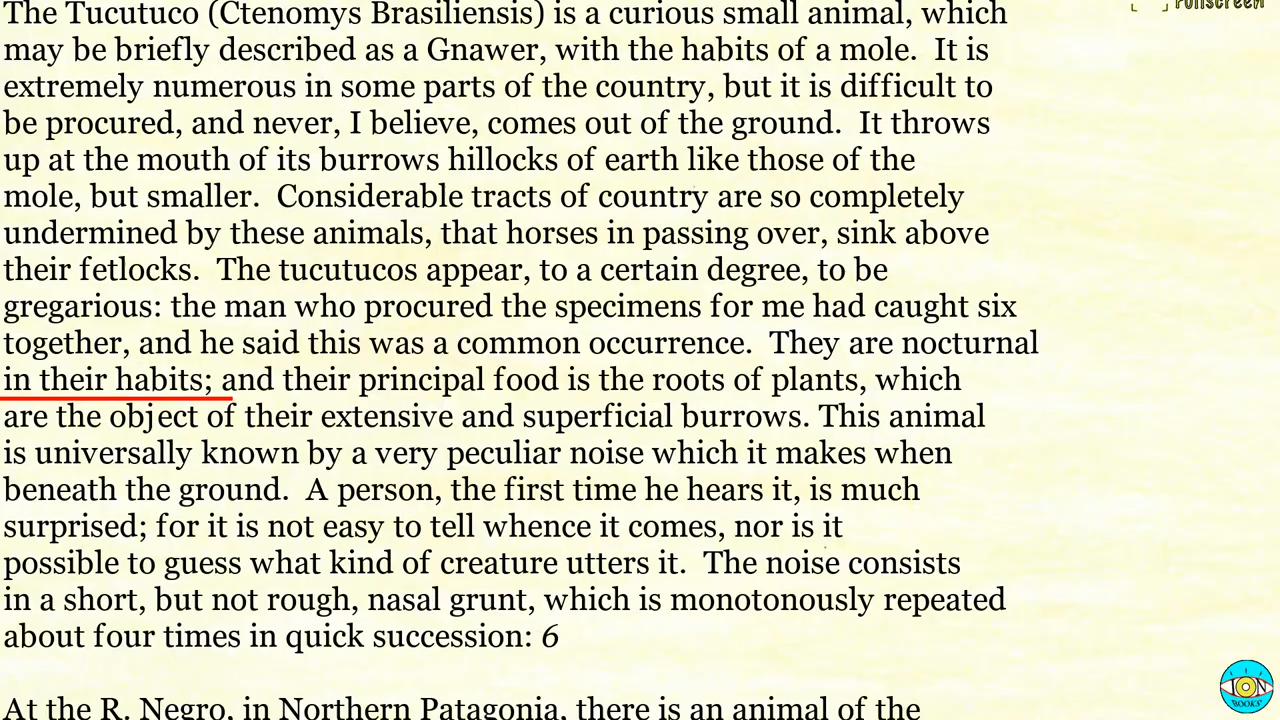 Fullscreen
The Tucutuco (Ctenomys Brasiliensis) is a curious small animal, which
may be briefly described as a Gnawer, with the habits of a mole.  It is
extremely numerous in some parts of the country, but it is difficult to
be procured, and never, I believe, comes out of the ground.  It throws
up at the mouth of its burrows hillocks of earth like those of the
mole, but smaller.  Considerable tracts of country are so completely
undermined by these animals, that horses in passing over, sink above
their fetlocks.  The tucutucos appear, to a certain degree, to be
gregarious: the man who procured the specimens for me had caught six
together, and he said this was a common occurrence.  They are nocturnal
in their habits; and their principal food is the roots of plants, which
are the object of their extensive and superficial burrows. This animal
is universally known by a very peculiar noise which it makes when
beneath the ground.  A person, the first time he hears it, is much
surprised; for it is not easy to tell whence it comes, nor is it
possible to guess what kind of creature utters it.  The noise consists
in a short, but not rough, nasal grunt, which is monotonously repeated
about four times in quick succession: 6
At the R. Negro, in Northern Patagonia, there is an animal of the
ION
BOOKS